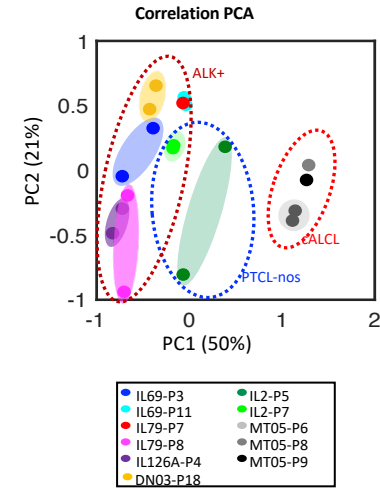 Correlation PCA
1
0.5
0
-0.5
-1
PC2 (21%)
ALK+
cALCL
PTCL-nos
-1 0 1 2
PC1 (50%)
IL69-P3 IL2-P5
IL69-P11 IL2-P7
IL79-P7 MT05-P6
IL79-P8 MT05-P8
IL126A-P4 MT05-P9
DN03-P18